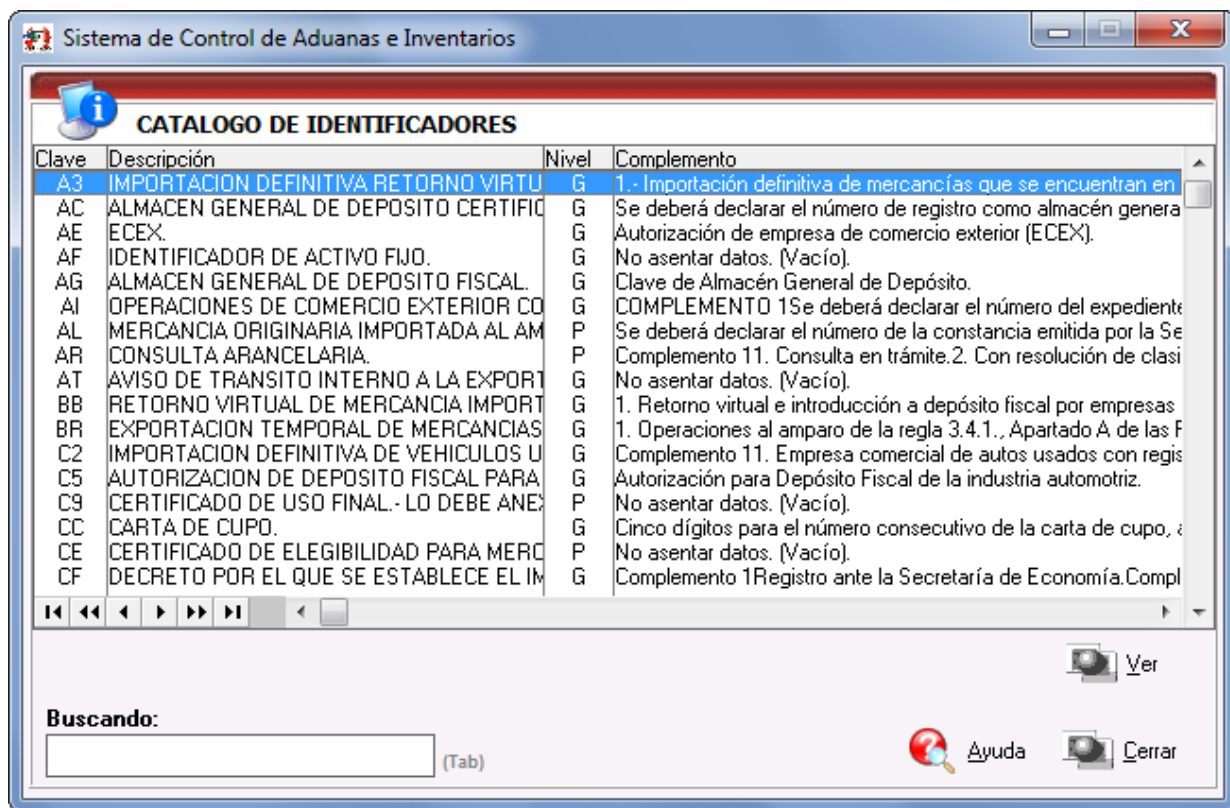 Sistema de Control de Aduanas e Inventarios
CATALOGO DE IDENTIFICADORES
Clave Descripción Nivel Complemento
A3 IMPORTACION DEFINITIVA RETORNO VIRTU G 1.- Importación definitiva de mercancías que se encuentran en
AC ALMACEN GENERAL DE DEPOSITO CERTIFIC G Se deberá declarar el número de registro como almacén genera
AE ECEX. G Autorización de empresa de comercio exterior (ECEX).
AF IDENTIFICADOR DE ACTIVO FIJO. G No asentar datos. (Vacío).
AG ALMACEN GENERAL DE DEPOSITO FISCAL. G Clave de Almacén General de Depósito.
AI OPERACIONES DE COMERCIO EXTERIOR CO G COMPLEMENTO 1Se deberá declarar el número del expediente
AL MERCANCIA ORIGINARIA IMPORTADA AL AM P Se deberá declarar el número de la constancia emitida por la Se
AR CONSULTA ARANCELARIA. P Complemento 11. Consulta en trámite.2. Con resolución de clasi
AT AVISO DE TRANSITO INTERNO A LA EXPORT G No asentar datos. (Vacío).
BB RETORNO VIRTUAL DE MERCANCIA IMPORT G 1. Retorno virtual e introducción a depósito fiscal por empresas
BR EXPORTACION TEMPORAL DE MERCANCIAS G 1. Operaciones al amparo de la regla 3.4.1., Apartado A de las
C2 IMPORTACION DEFINITIVA DE VEHICULOS U G Complemento 11. Empresa comercial de autos usados con regis
C5 AUTORIZACION DE DEPOSITO FISCAL PARA G Autorización para Depósito Fiscal de la industria automotriz.
C9 CERTIFICADO DE USO FINAL.- LO DEBE ANEX P No asentar datos. (Vacío).
CC CARTA DE CUPO. G Cinco dígitos para el número consecutivo de la carta de cupo,
CE CERTIFICADO DE ELEGIBILIDAD PARA MERC P No asentar datos. (Vacío).
CF DECRETO POR EL QUE SE ESTABLECE EL IM G Complemento 1Registro ante la Secretaría de Economía.Compl
Ver
Buscando:
(Tab)
Ayuda Cerrar